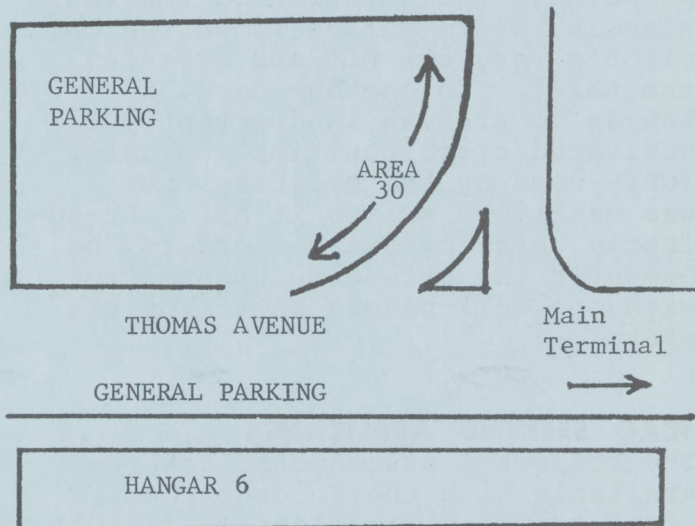 GENERAL
PARKING
AREA
30
THOMAS AVENUE
Main
Terminal
GENERAL PARKING
HANGAR 6